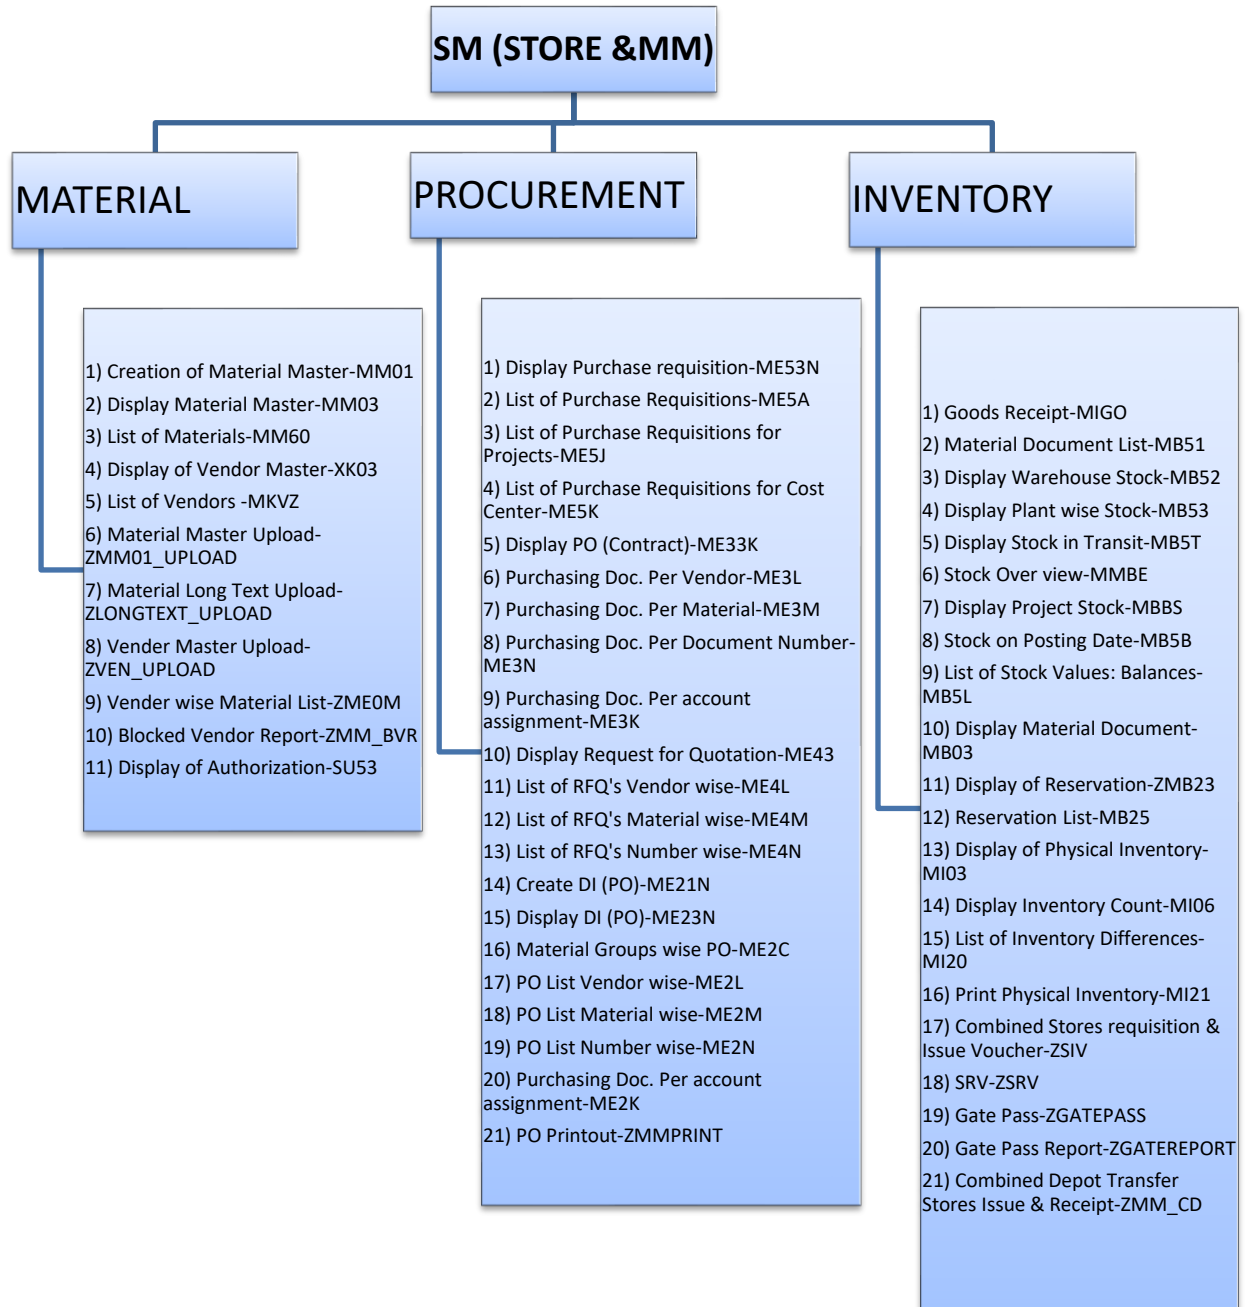 SM (STORE &MM)
MATERIAL
1) Creation of Material Master-MM01
2) Display Material Master-MM03
3) List of Materials-MM60
4) Display of Vendor Master-XK03
5) List of Vendors -MKVZ
6) Material Master Upload-
ZMM01_UPLOAD
7) Material Long Text Upload-
ZLONGTEXT_UPLOAD
8) Vender Master Upload-
ZVEN_UPLOAD
9) Vender wise Material List-ZME0M
10) Blocked Vendor Report-ZMM_BVR
11) Display of Authorization-SU53
PROCUREMENT
1) Display Purchase requisition-ME53N
2) List of Purchase Requisitions-ME5A
3) List of Purchase Requisitions for
Projects-ME5J
4) List of Purchase Requisitions for Cost
Center-ME5K
5) Display PO (Contract)-ME33K
6) Purchasing Doc. Per Vendor-ME3L
7) Purchasing Doc. Per Material-ME3M
8) Purchasing Doc. Per Document Number-
ME3N
9) Purchasing Doc. Per account
assignment-ME3K
10) Display Request for Quotation-ME43
11) List of RFQ's Vendor wise-ME4L
12) List of RFQ's Material wise-ME4M
13) List of RFQ's Number wise-ME4N
14) Create DI (PO)-ME21N
15) Display DI (PO)-ME23N
16) Material Groups wise PO-ME2C
17) PO List Vendor wise-ME2L
18) PO List Material wise-ME2M
19) PO List Number wise-ME2N
20) Purchasing Doc. Per account
assignment-ME2K
21) PO Printout-ZMMPRINT
INVENTORY
1) Goods Receipt-MIGO
2) Material Document List-MB51
3) Display Warehouse Stock-MB52
4) Display Plant wise Stock-MB53
5) Display Stock in Transit-MB5T
6) Stock Over view-MMBE
7) Display Project Stock-MBBS
8) Stock on Posting Date-MB5B
9) List of Stock Values: Balances-
MB5L
10) Display Material Document-
MB03
11) Display of Reservation-ZMB23
12) Reservation List-MB25
13) Display of Physical Inventory-
MI03
14) Display Inventory Count-MI06
15) List of Inventory Differences-
MI20
16) Print Physical Inventory-MI21
17) Combined Stores requisition &
Issue Voucher-ZSIV
18) SRV-ZSRV
19) Gate Pass-ZGATEPASS
20) Gate Pass Report-ZGATEREPORT
21) Combined Depot Transfer
Stores Issue & Receipt-ZMM_CD